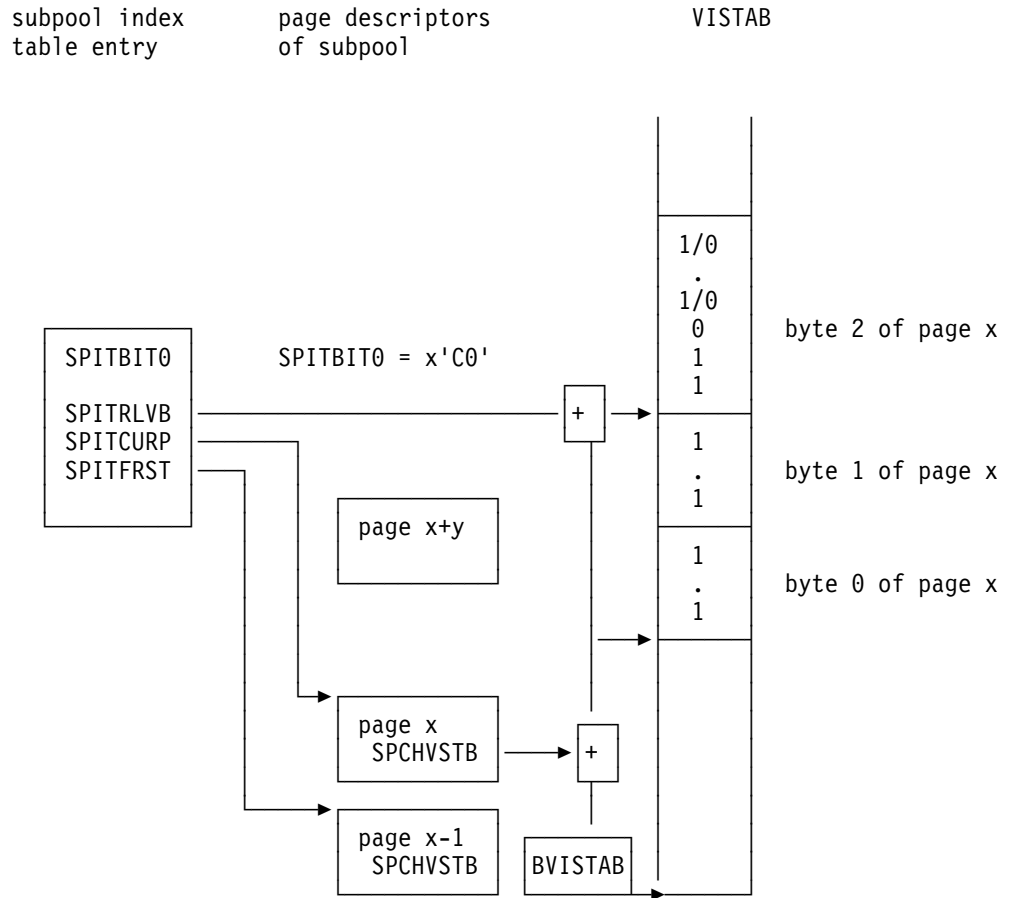 subpool index page descriptors VISTAB
table entry of subpool
1/0
.
1/0
0 byte 2 of page x
SPITBIT0 SPITBIT0 = x'C0' 1
1
SPITRLVB + 
SPITCURP 1
SPITFRST . byte 1 of page x
1
page x+y
1
. byte 0 of page x
1
page x
SPCHVSTB +
page x-1
SPCHVSTB BVISTAB